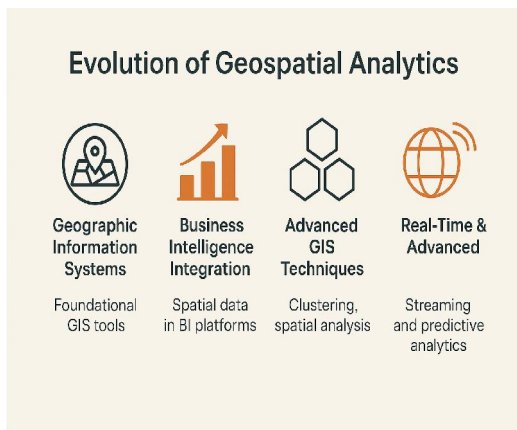 Evolution of Geospatial Analytics
Geographic
Information
Systems
Foundational
GIS tools
Business
Intelligence
Integration
Spatial data
in BI platforms
Advanced
GIS
Techniques
Clustering,
spatial analysis
Real-Time &
Advanced
Streaming
and predictive
analytics